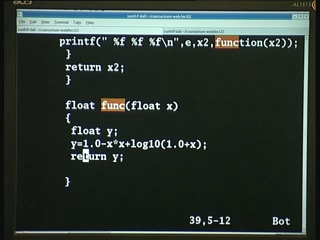 printf(" %f %f %f\n",e,x2,function(x2));
}
return x2;
}
float func(float x)
{
float y;
y=1.0-x*x+log10(1.0+x);
return y;
}
39,5-12 Bot